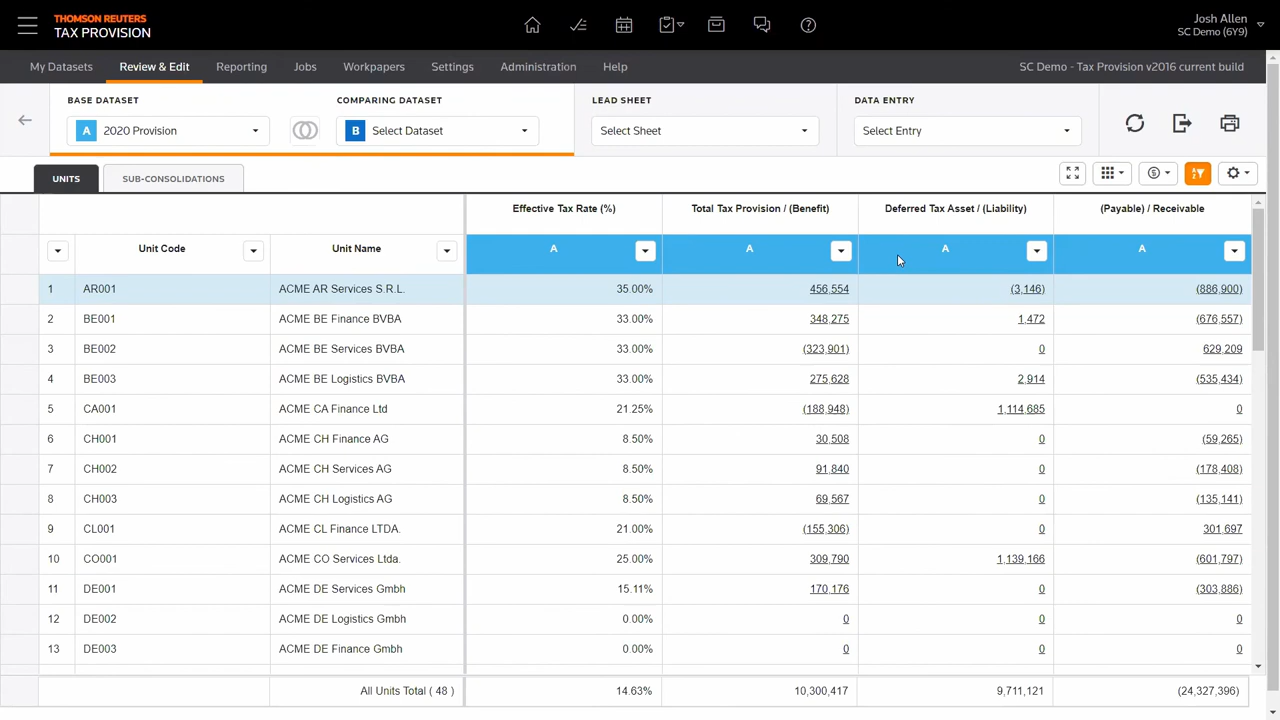 THOMSON REUTERS
TAX PROVISION
Josh Allen
SC Demo (6Y9)
My Datasets Review & Edit Reporting Jobs Workpapers Settings Administration Help SC Demo - Tax Provision v2016 current build
BASE DATASET COMPARING DATASET LEAD SHEET DATA ENTRY
A 2020 Provision B Select Dataset Select Sheet Select Entry
UNITS SUB-CONSOLIDATIONS
Effective Tax Rate (%) Total Tax Provision / (Benefit) Deferred Tax Asset / (Liability) (Payable) / Receivable
Unit Code Unit Name A A A A
1 AR001 ACME AR Services S.R.L. 35.00% 456,554 (3,146) (886,900)
2 BE001 ACME BE Finance BVBA 33.00% 348,275 1,472 (676,557)
3 BE002 ACME BE Services BVBA 33.00% (323,901) 0 629,209
4 BE003 ACME BE Logistics BVBA 33.00% 275,628 2,914 (535,434)
5 CA001 ACME CA Finance Ltd 21.25% (188,948) 1,114,685 0
6 CH001 ACME CH Finance AG 8.50% 30,508 0 (59,265)
7 CH002 ACME CH Services AG 8.50% 91,840 0 (178,408)
8 CH003 ACME CH Logistics AG 8.50% 69,567 0 (135,141)
9 CL001 ACME CL Finance LTDA. 21.00% (155,306) 0 301,697
10 CO001 ACME CO Services Ltda. 25.00% 309,790 1,139,166 (601,797)
11 DE001 ACME DE Services Gmbh 15.11% 170,176 0 (303,886)
12 DE002 ACME DE Logistics Gmbh 0.00% 0 0 0
13 DE003 ACME DE Finance Gmbh 0.00% 0 0 0
All Units Total ( 48 ) 14.63% 10,300,417 9,711,121 (24,327,396)